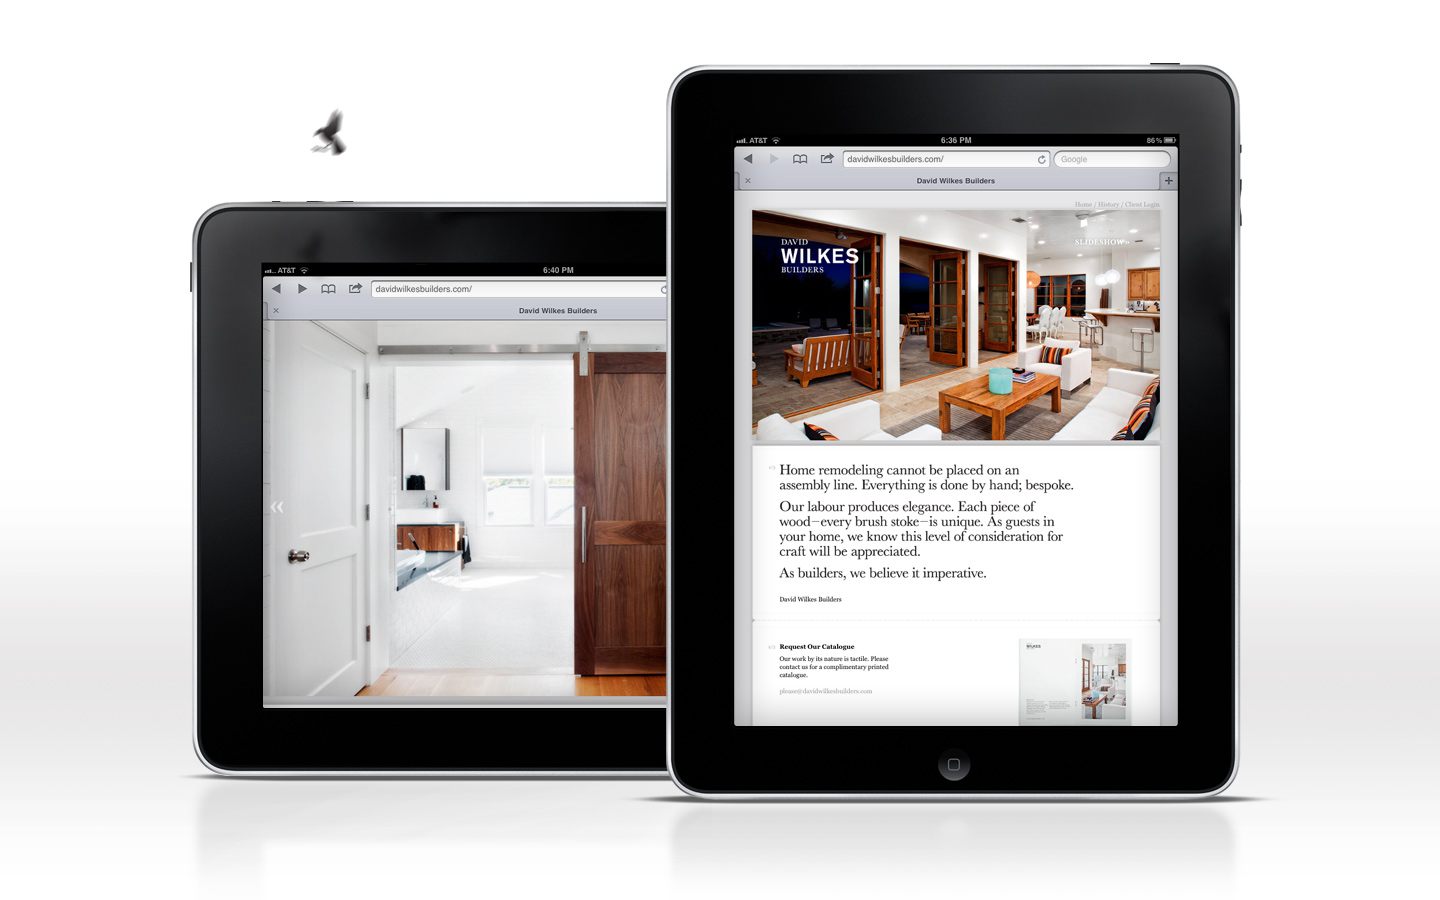 AT&T
6:40 PM
davidwilkesbuilders.com/
David Wilkes Builders
«
AT&T
6:36 PM
86%
davidwilkesbuilders.com/
Google
David Wilkes Builders
Home / History / Client Login
DAVID
WILKES
BUILDERS
SLIDESHOW »
Home remodeling cannot be placed on an
assembly line. Everything is done by hand; bespoke.
Our labour produces elegance. Each piece of
wood—every brush stoke—is unique. As guests in
your home, we know this level of consideration for
craft will be appreciated.
As builders, we believe it imperative.
David Wilkes Builders
Request Our Catalogue
Our work by its nature is tactile. Please
contact us for a complimentary printed
catalogue.
please@davidwilkesbuilders.com
WILKES